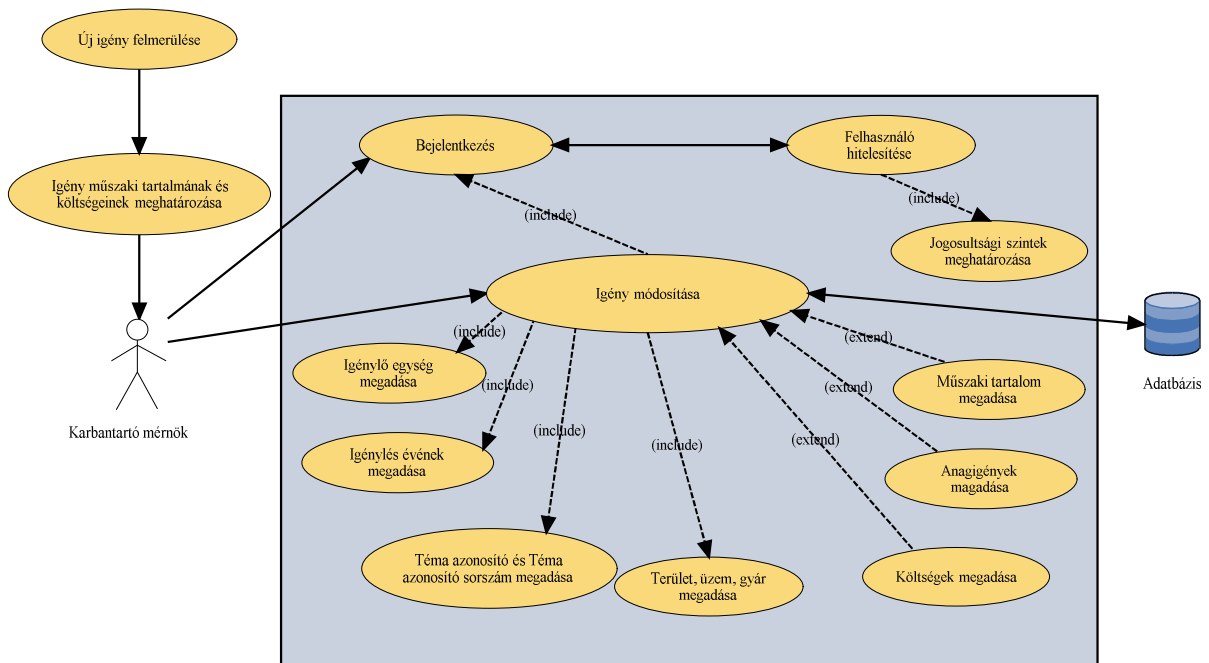 Új igény felmerülése
Igény műszaki tartalmának és
költségeinek meghatározása
Karbantartó mérnök
Bejelentkezés
Felhasználó
hitelesítése
(include)
(include)
Jogosultsági szintek
meghatározása
Igény módosítása
(include)
Igénylő egység
megadása
(include)
Igénylés évének
megadása
(include)
Téma azonosító és Téma
azonosító sorszám megadása
(include)
Terület, üzem, gyár
megadása
(extend)
Műszaki tartalom
megadása
(extend)
Anagigények
magadása
(extend)
Költségek megadása
Adatbázis